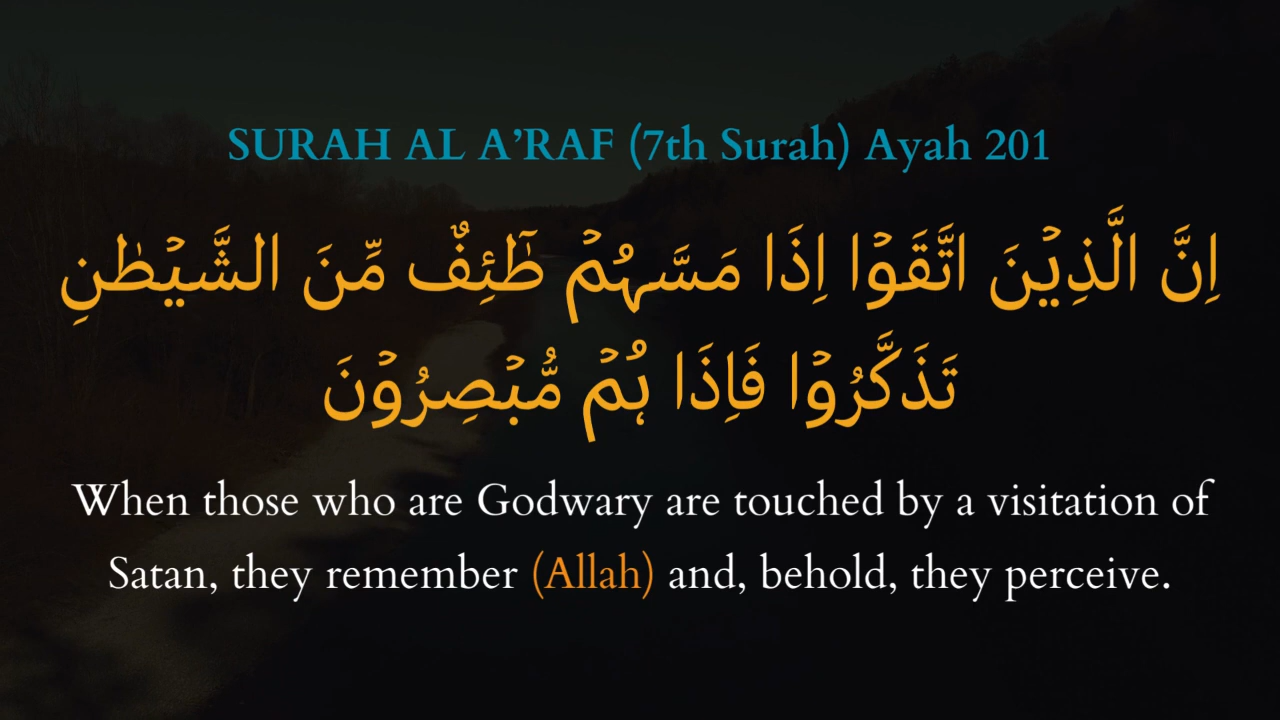 SURAH AL A’RAF (7th Surah) Ayah 201
اِنَّ الَّذِيۡنَ اتَّقَوۡا اِذَا مَسَّہُمۡ طٰٓئِفٌ مِّنَ الشَّيۡطٰنِ
تَذَكَّرُوۡا فَاِذَا ہُمۡ مُّبۡصِرُوۡنَ
When those who are Godwary are touched by a visitation of
Satan, they remember (Allah) and, behold, they perceive.